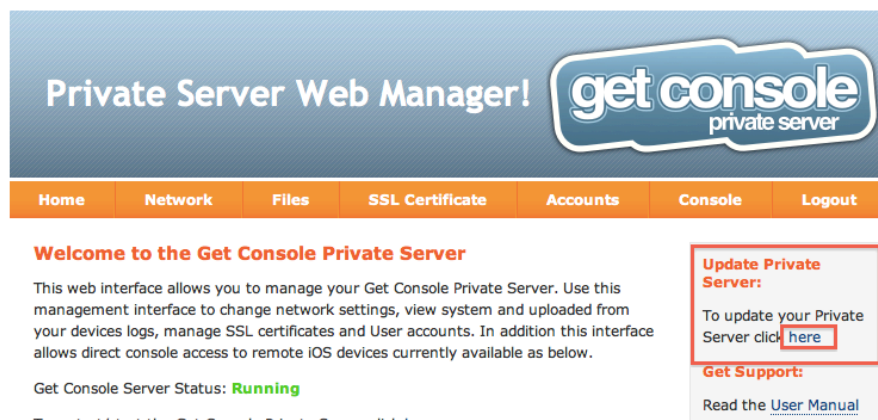 Private Server Web Manager!
get console
private server
Home Network Files SSL Certificate Accounts Console Logout
Welcome to the Get Console Private Server
This web interface allows you to manage your Get Console Private Server. Use this
management interface to change network settings, view system and uploaded from
your devices logs, manage SSL certificates and User accounts. In addition this interface
allows direct console access to remote iOS devices currently available as below.
Get Console Server Status: Running
Update Private
Server:
To update your Private
Server click here
Get Support:
Read the User Manual